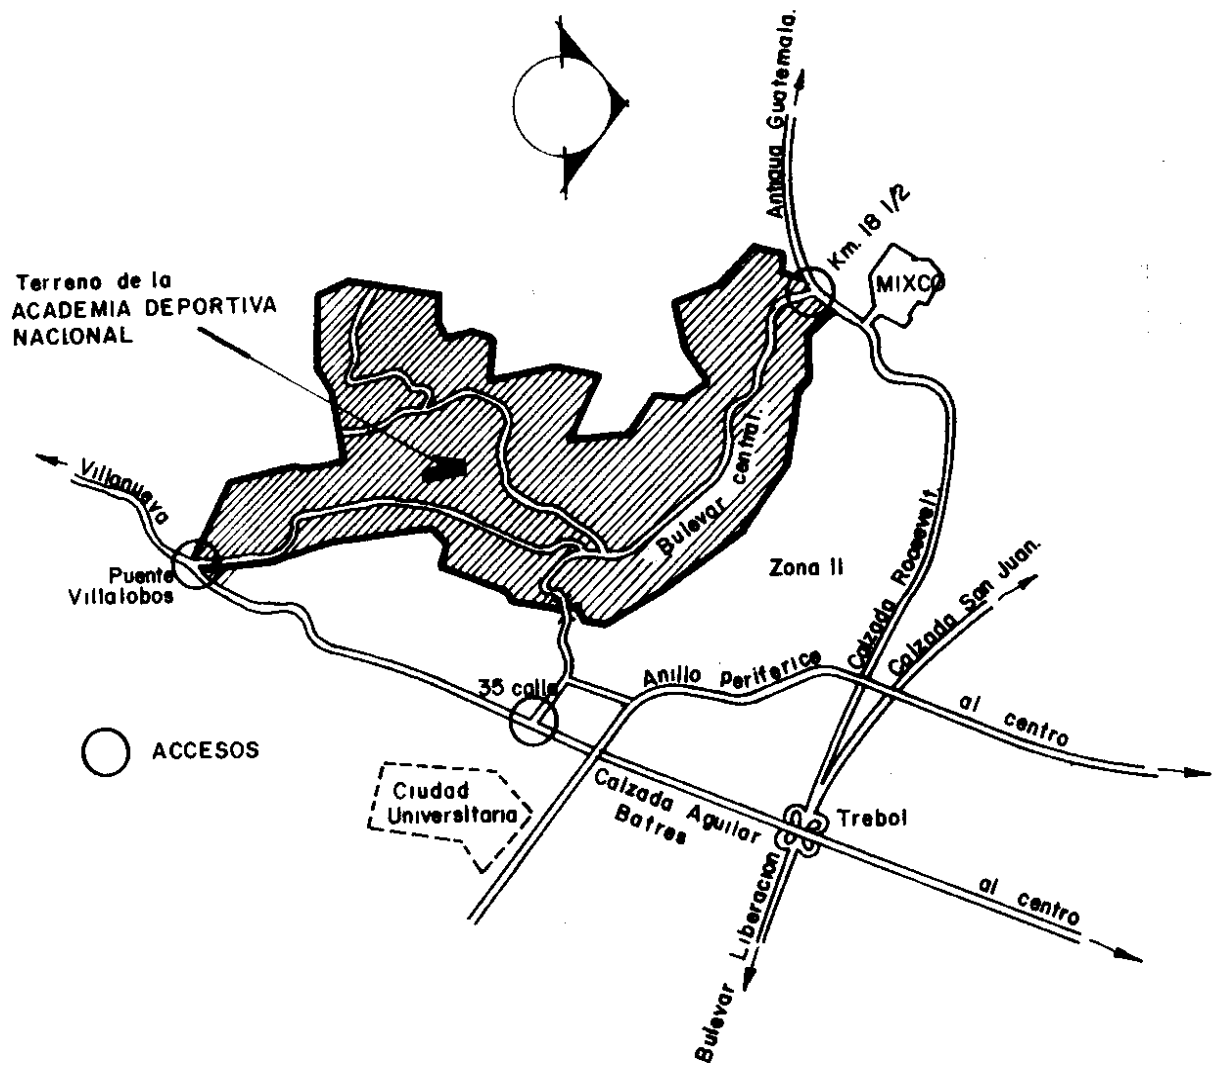 Antigua Guatemala.
Km. 18 1/2
MIXCO
Terreno de la
ACADEMIA DEPORTIVA
NACIONAL
Villanueva
Bulevar central.
Puente
Villalobos
Zona 11
Calzada Roosevelt
Calzada San Juan.
35 calle
Anillo Periferico
al centro
ACCESOS
Ciudad
Universitaria
Calzada Aguilar
Batres
Trebol
al centro
Bulevar Liberacion